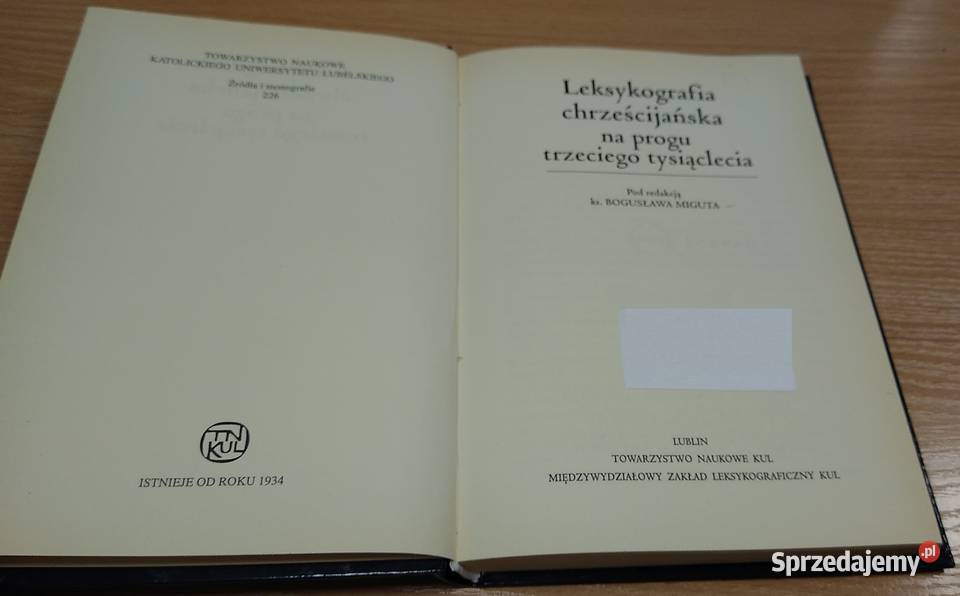 TOWARZYSTWO NAUKOWE
KATOLICKIEGO UNIWERSYTETU LUBELSKIEGO
Źródła i monografie
226
TN
KUL
ISTNIEJE OD ROKU 1934
Leksykografia
chrześcijańska
na progu
trzeciego tysiąclecia
Pod redakcją
ks. BOGUSŁAWA MIGUTA
LUBLIN
TOWARZYSTWO NAUKOWE KUL
MIĘDZYWYDZIAŁOWY ZAKŁAD LEKSYKOGRAFICZNY KUL
Sprzedajemy.pl